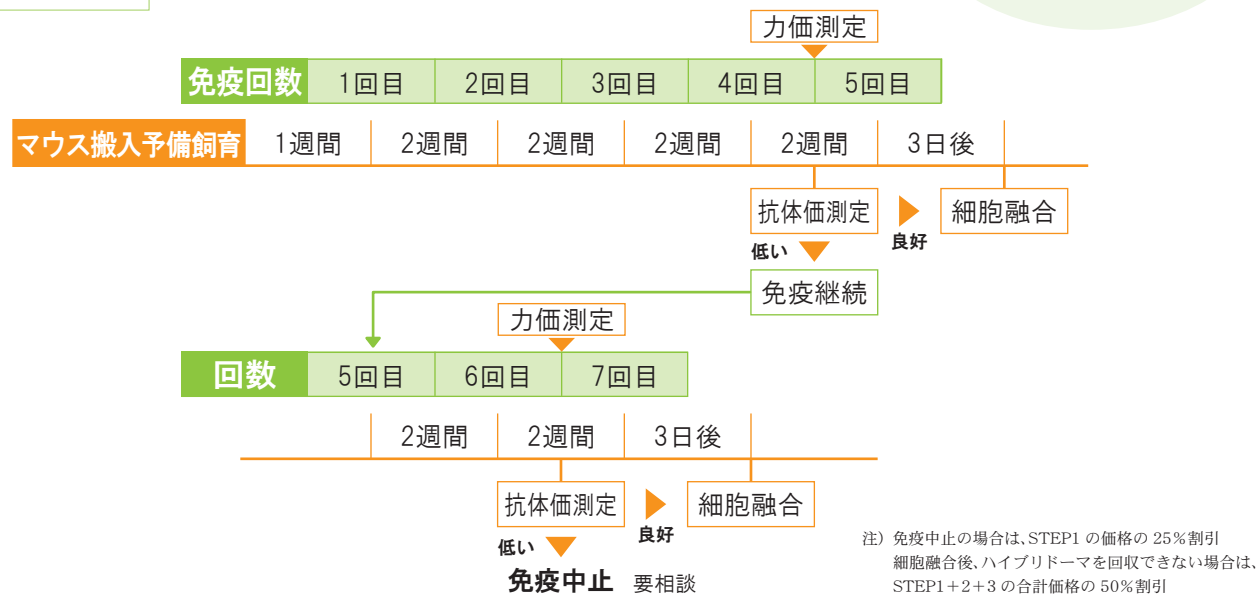 力価測定
免疫回数 1回目 2回目 3回目 4回目 5回目
マウス搬入予備飼育 1週間 2週間 2週間 2週間 2週間 3日後
抗体価測定 良好 細胞融合
低い
免疫継続
力価測定
回数 5回目 6回目 7回目
2週間 2週間 3日後
抗体価測定 良好 細胞融合
低い
免疫中止 要相談
注）免疫中止の場合は、STEP1 の価格の 25％割引
細胞融合後、ハイブリドーマを回収できない場合は、
STEP1＋2＋3 の合計価格の 50％割引